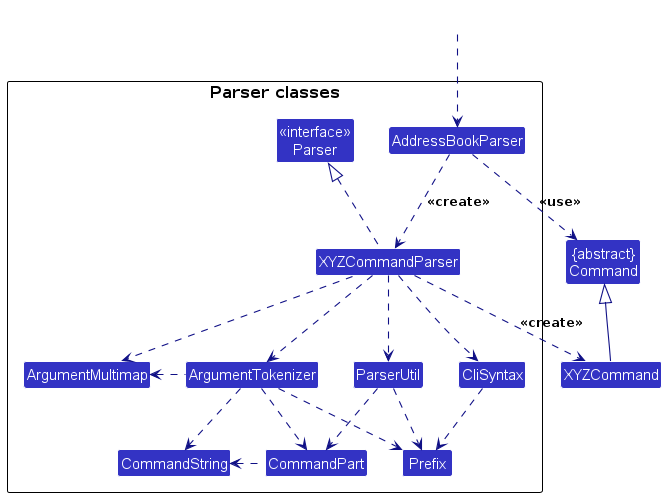 Parser classes
«interface»
Parser
AddressBookParser
«create»
«use»
XYZCommandParser
{abstract}
Command
«create»
ArgumentMultimap
ArgumentTokenizer
ParserUtil
CliSyntax
XYZCommand
CommandString
CommandPart
Prefix